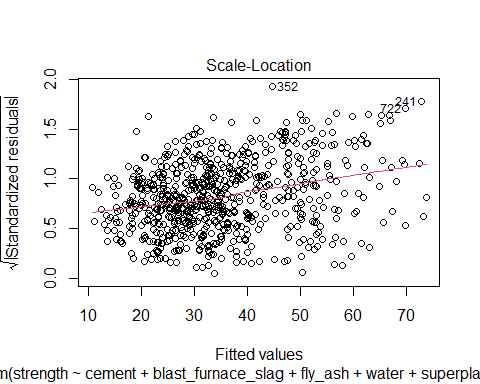 Scale-Location
√|Standardized residuals|
2.0
1.5
1.0
0.5
0.0
352
241
722
10 20 30 40 50 60 70
Fitted values
m(strength ~ cement + blast_furnace_slag + fly_ash + water + superpla